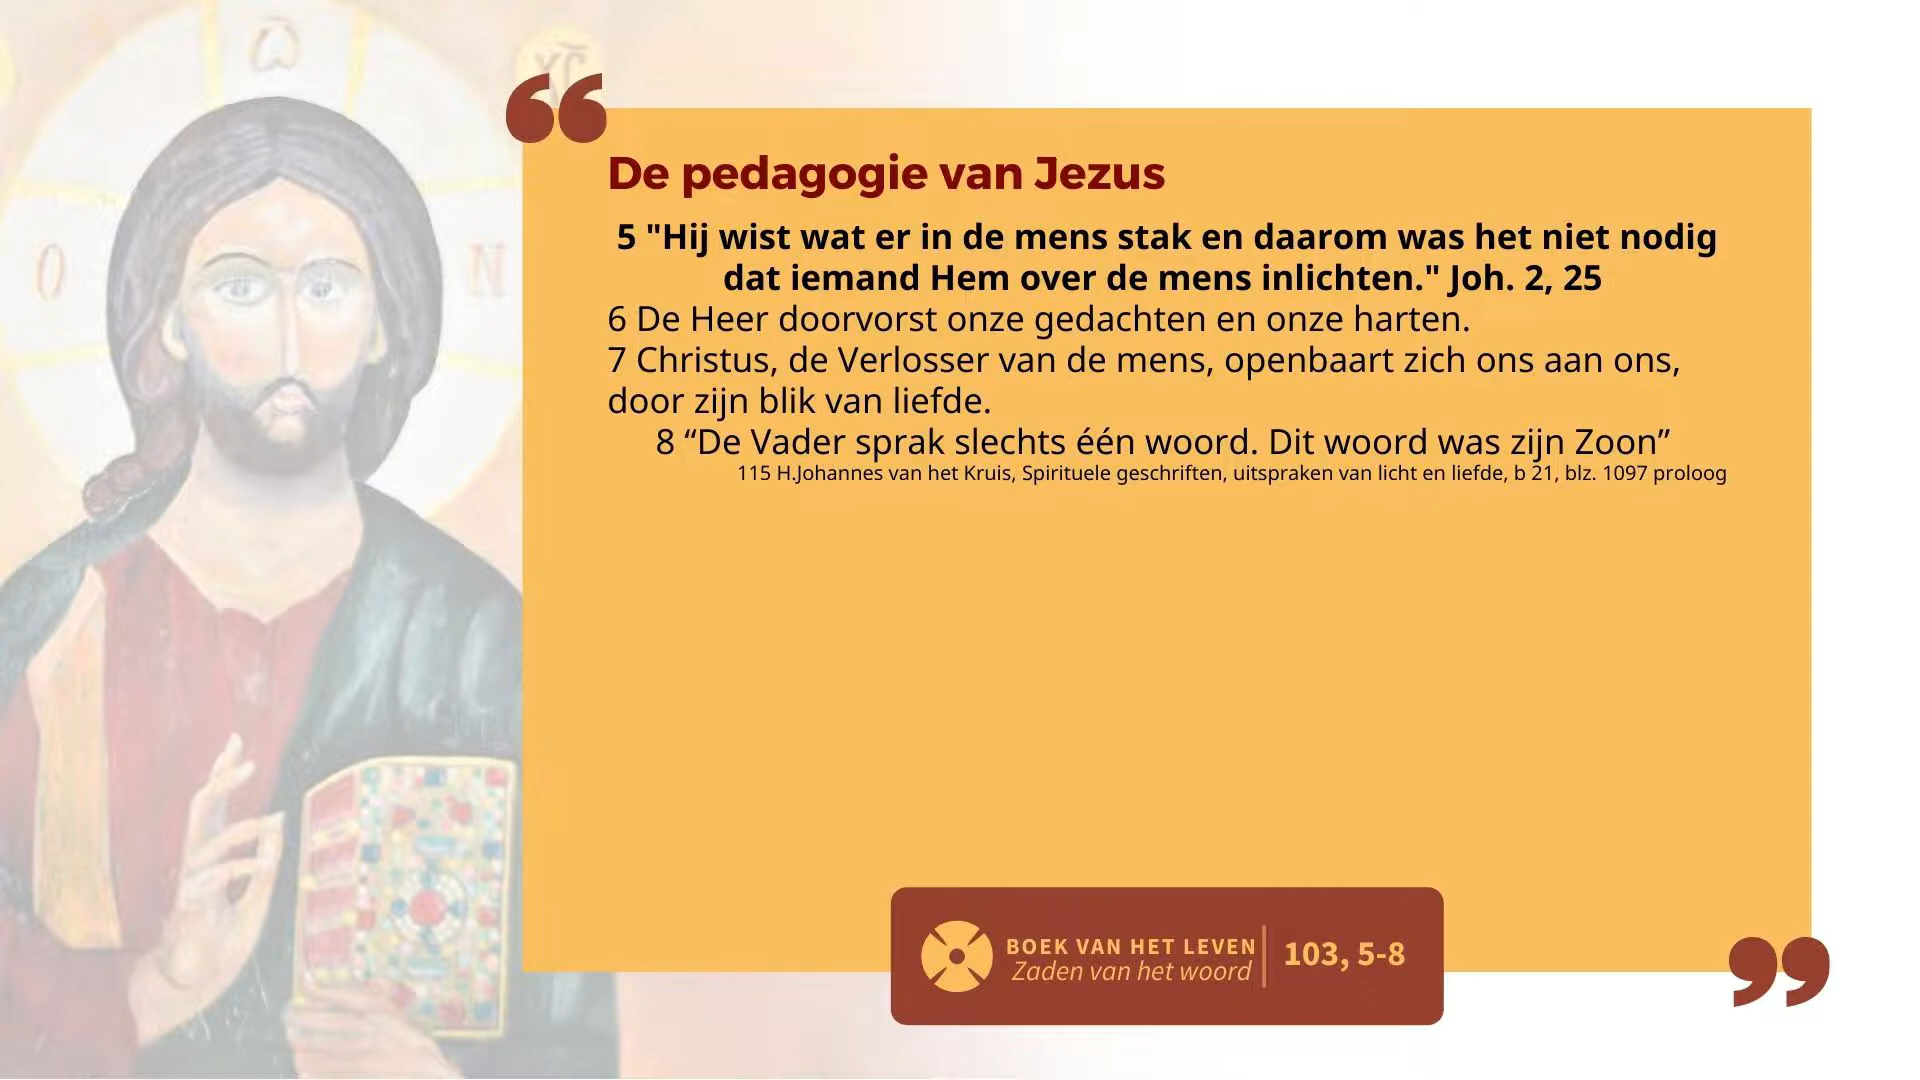 De pedagogie van Jezus
5 "Hij wist wat er in de mens stak en daarom was het niet nodig
dat iemand Hem over de mens inlichten." Joh. 2, 25
6 De Heer doorvorst onze gedachten en onze harten.
7 Christus, de Verlosser van de mens, openbaart zich ons aan ons,
door zijn blik van liefde.
8 “De Vader sprak slechts één woord. Dit woord was zijn Zoon”
115 H.Johannes van het Kruis, Spirituele geschriften, uitspraken van licht en liefde, b 21, blz. 1097 proloog
BOEK VAN HET LEVEN
Zaden van het woord
103, 5-8